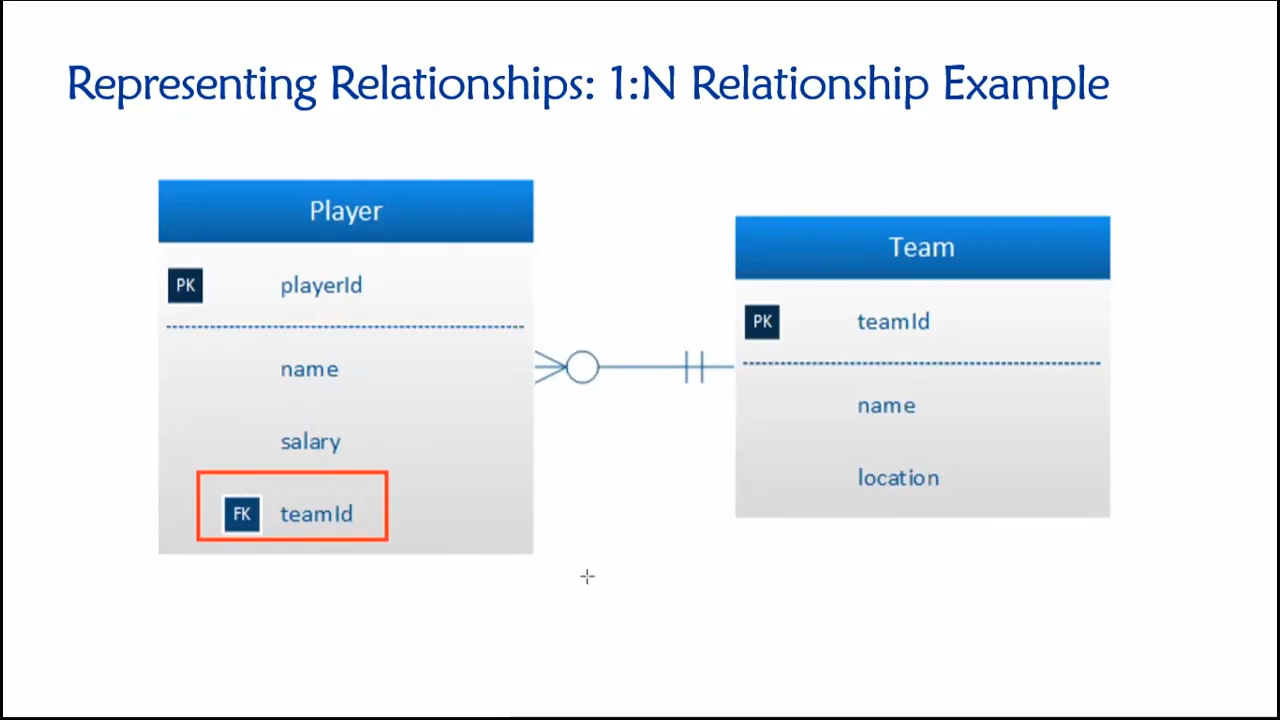 Representing Relationships: 1:N Relationship Example
Player
PK playerId
name
salary
FK teamId
Team
PK teamId
name
location